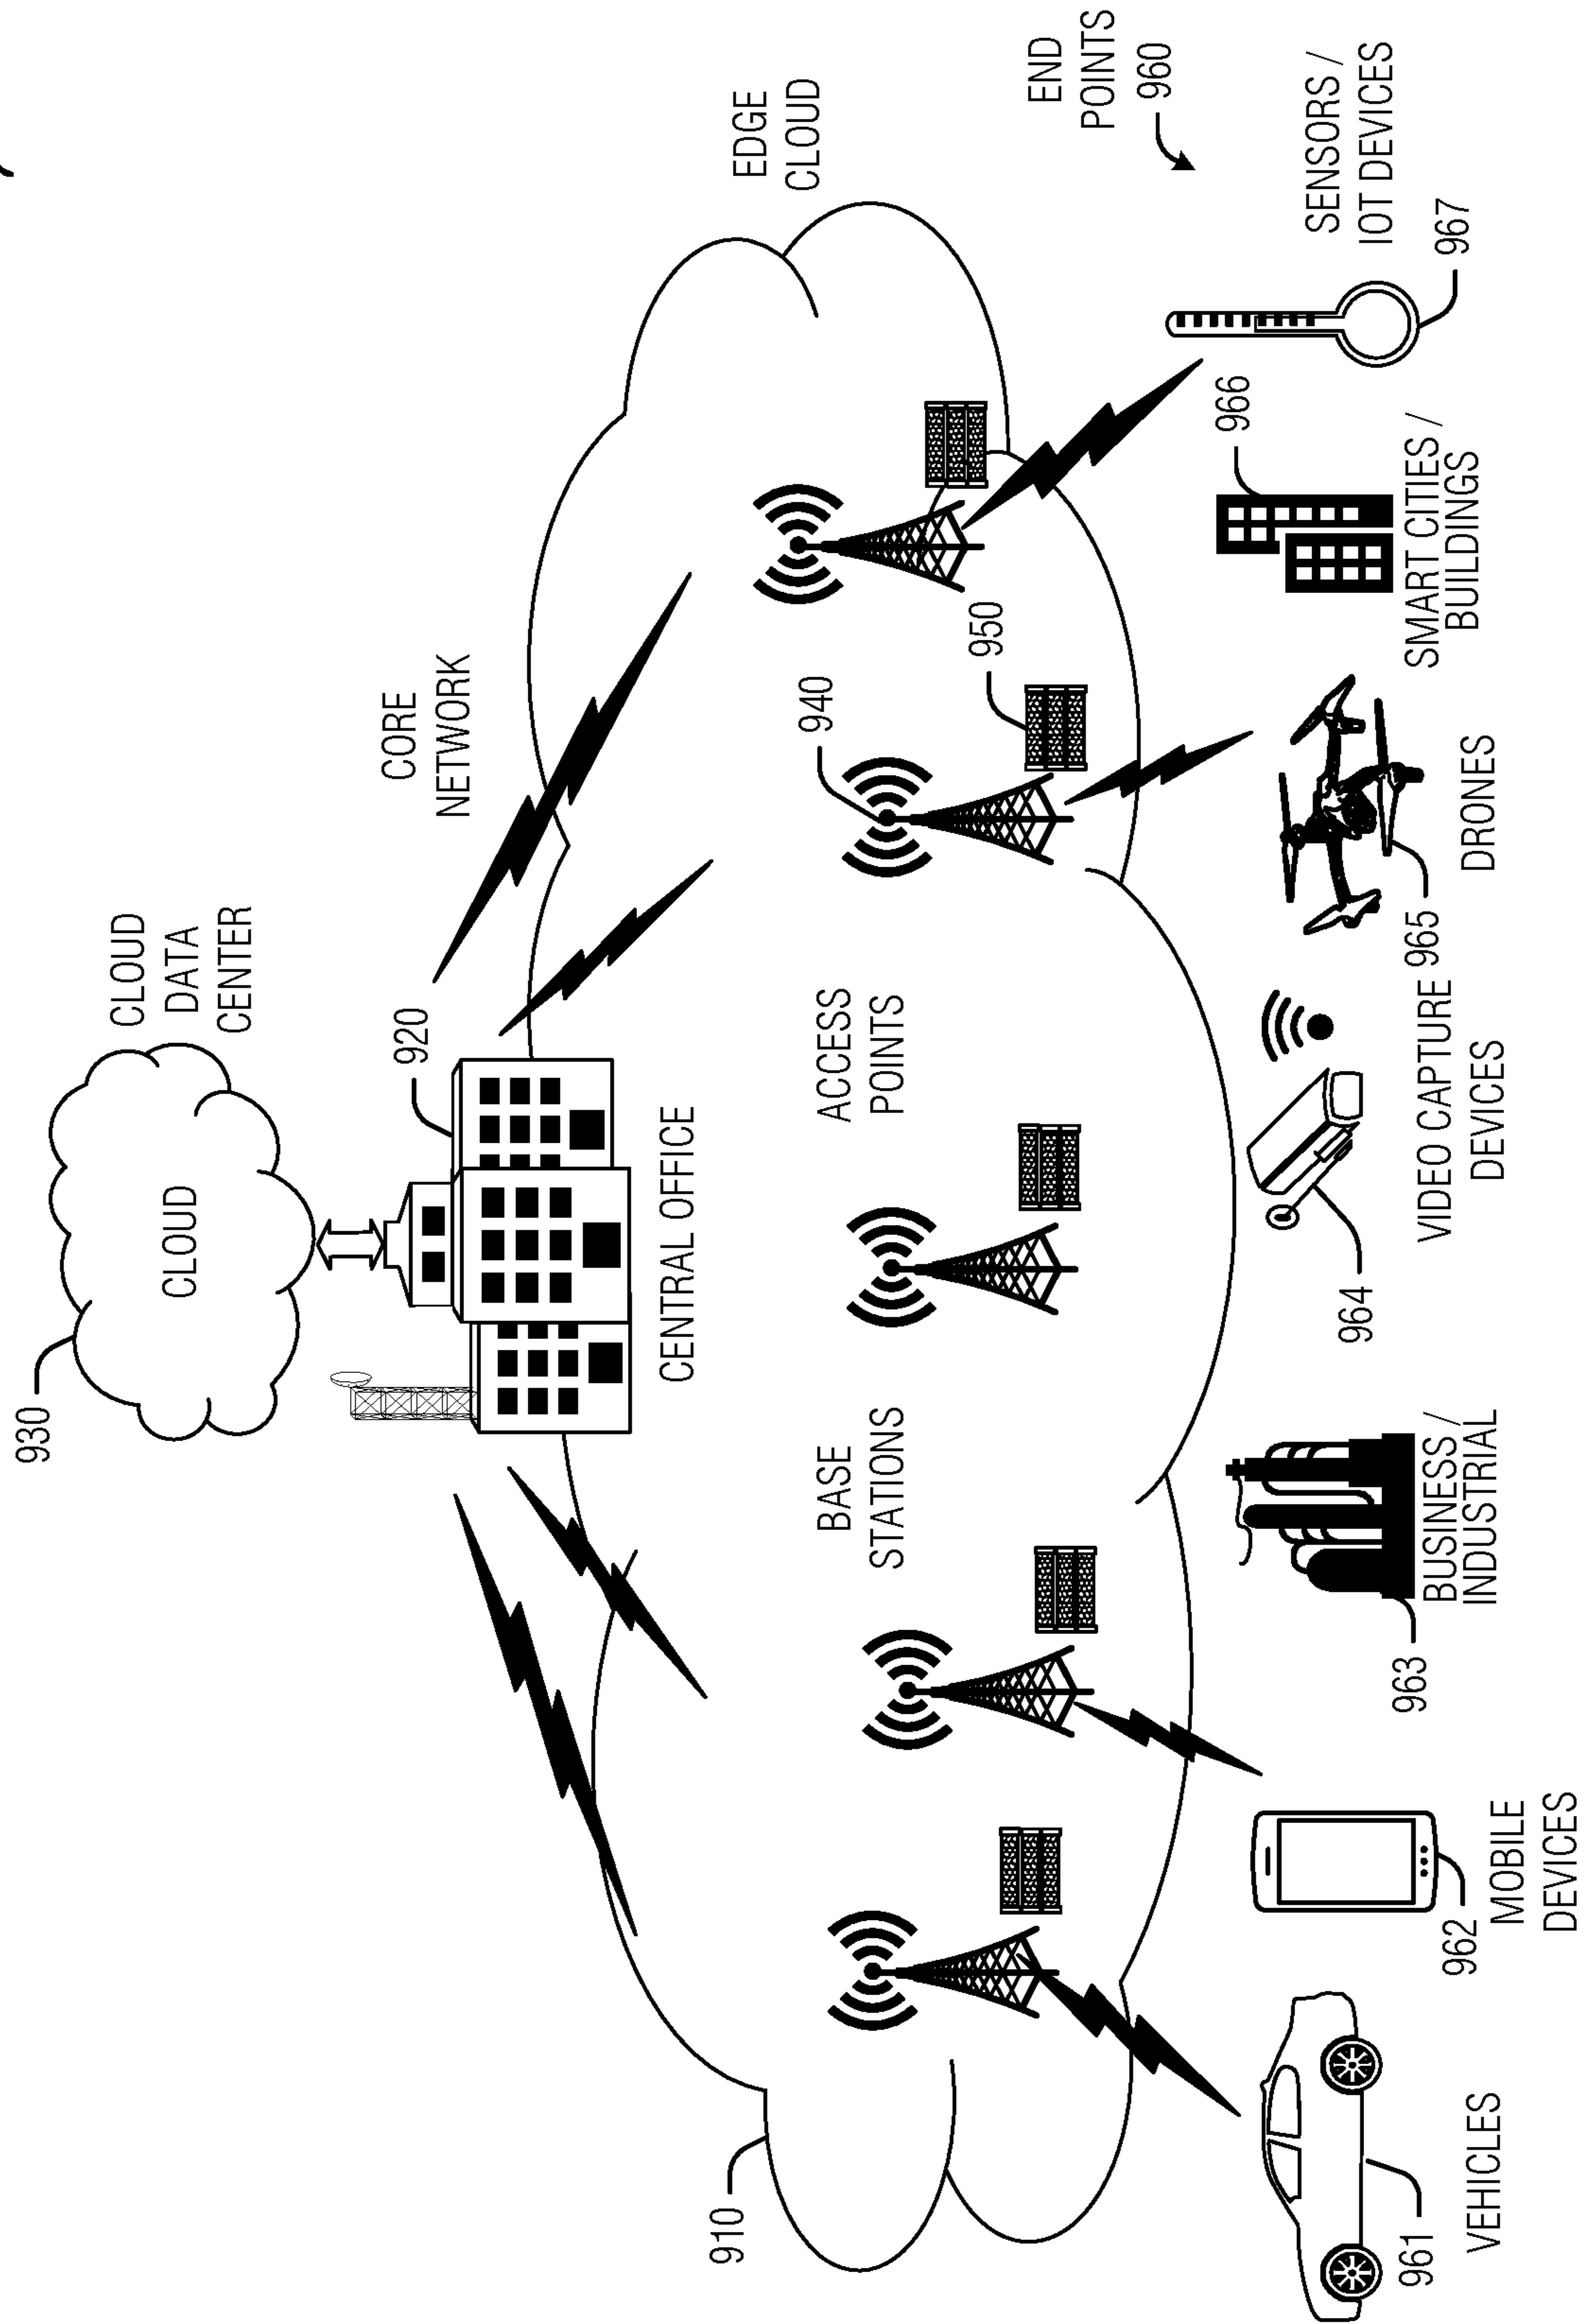 930
CLOUD
CLOUD
DATA
CENTER
920
CORE
NETWORK
CENTRAL OFFICE
910
EDGE
CLOUD
BASE
STATIONS
ACCESS
POINTS
940
950
END
POINTS
960
961
VEHICLES
962
MOBILE
DEVICES
963
BUSINESS /
INDUSTRIAL
964
VIDEO CAPTURE
DEVICES
965
DRONES
966
SMART CITIES /
BUILDINGS
SENSORS /
IOT DEVICES
967